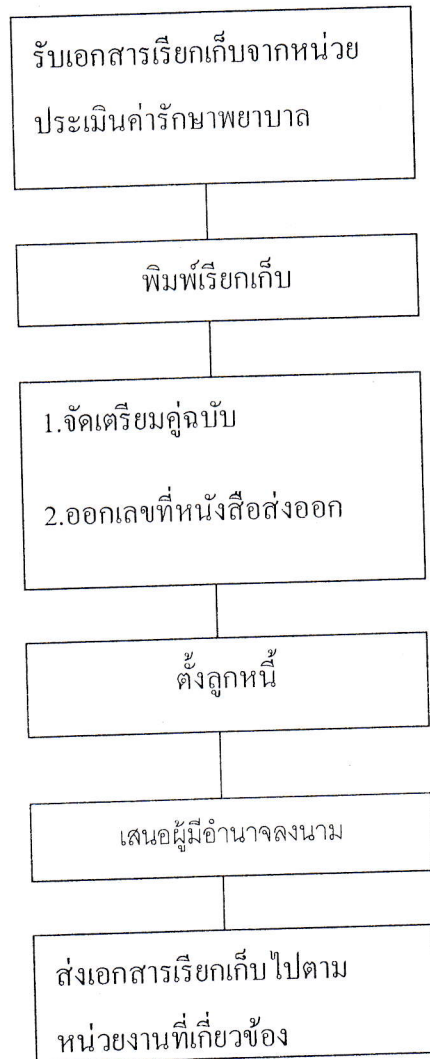 รับเอกสารเรียกเก็บจากหน่วย
ประเมินค่ารักษาพยาบาล
พิมพ์เรียกเก็บ
1.จัดเตรียมคู่ฉบับ
2.ออกเลขที่หนังสือส่งออก
ตั้งลูกหนี้
เสนอผู้มีอำนาจลงนาม
ส่งเอกสารเรียกเก็บไปตาม
หน่วยงานที่เกี่ยวข้อง